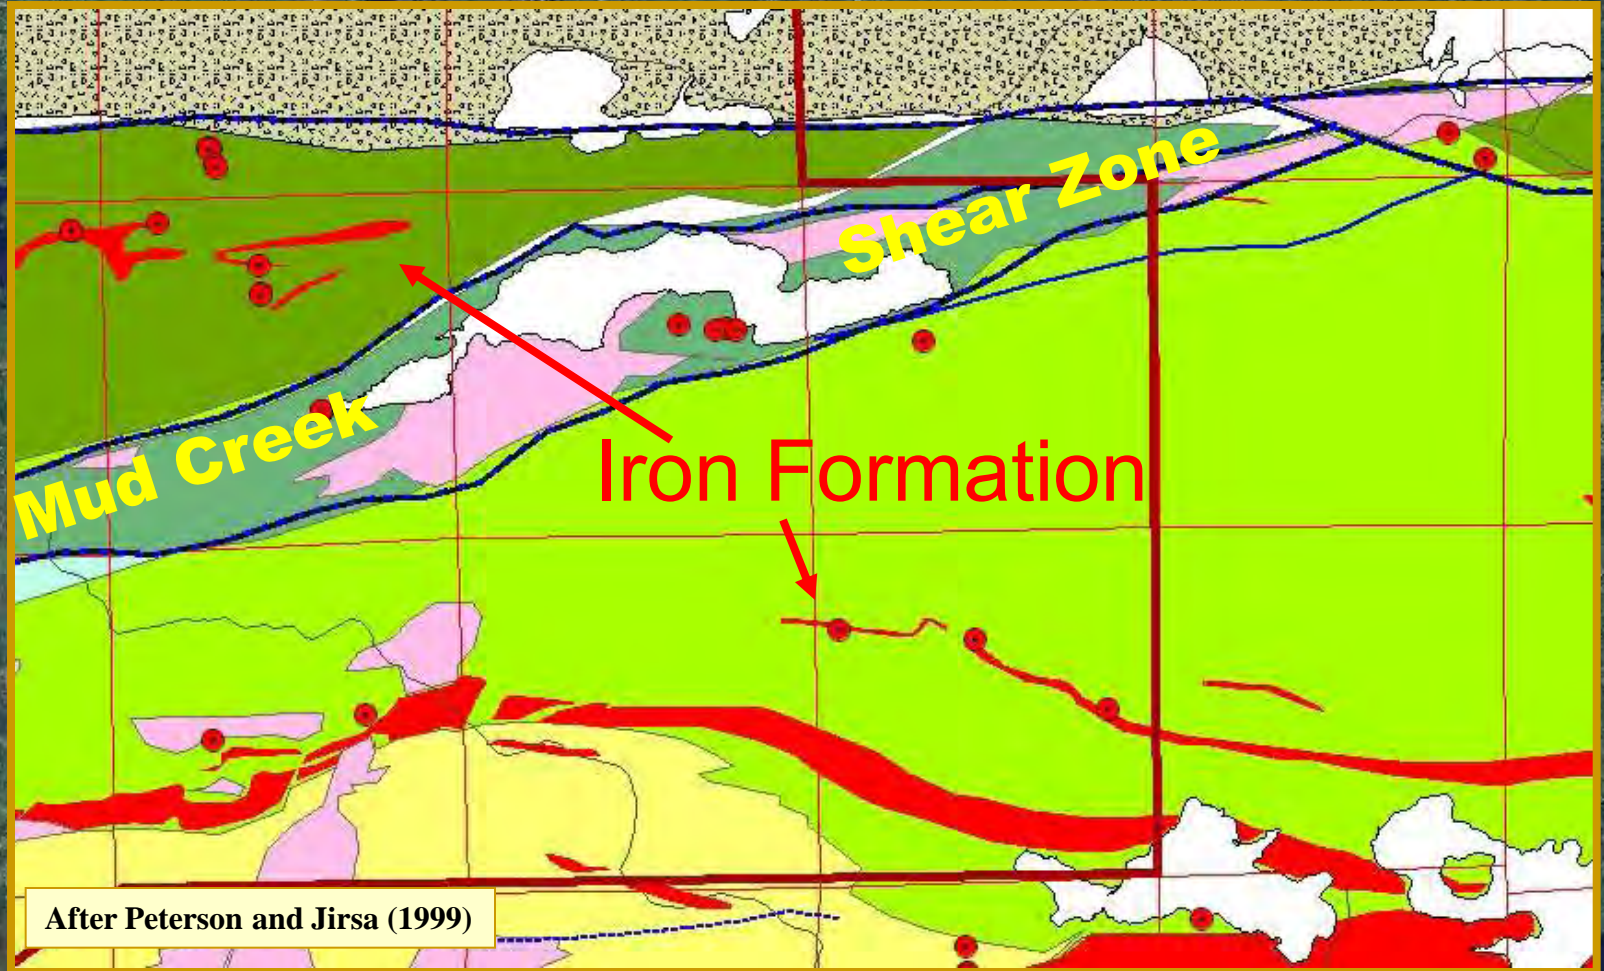 Shear Zone
Mud Creek
Iron Formation
After Peterson and Jirsa (1999)